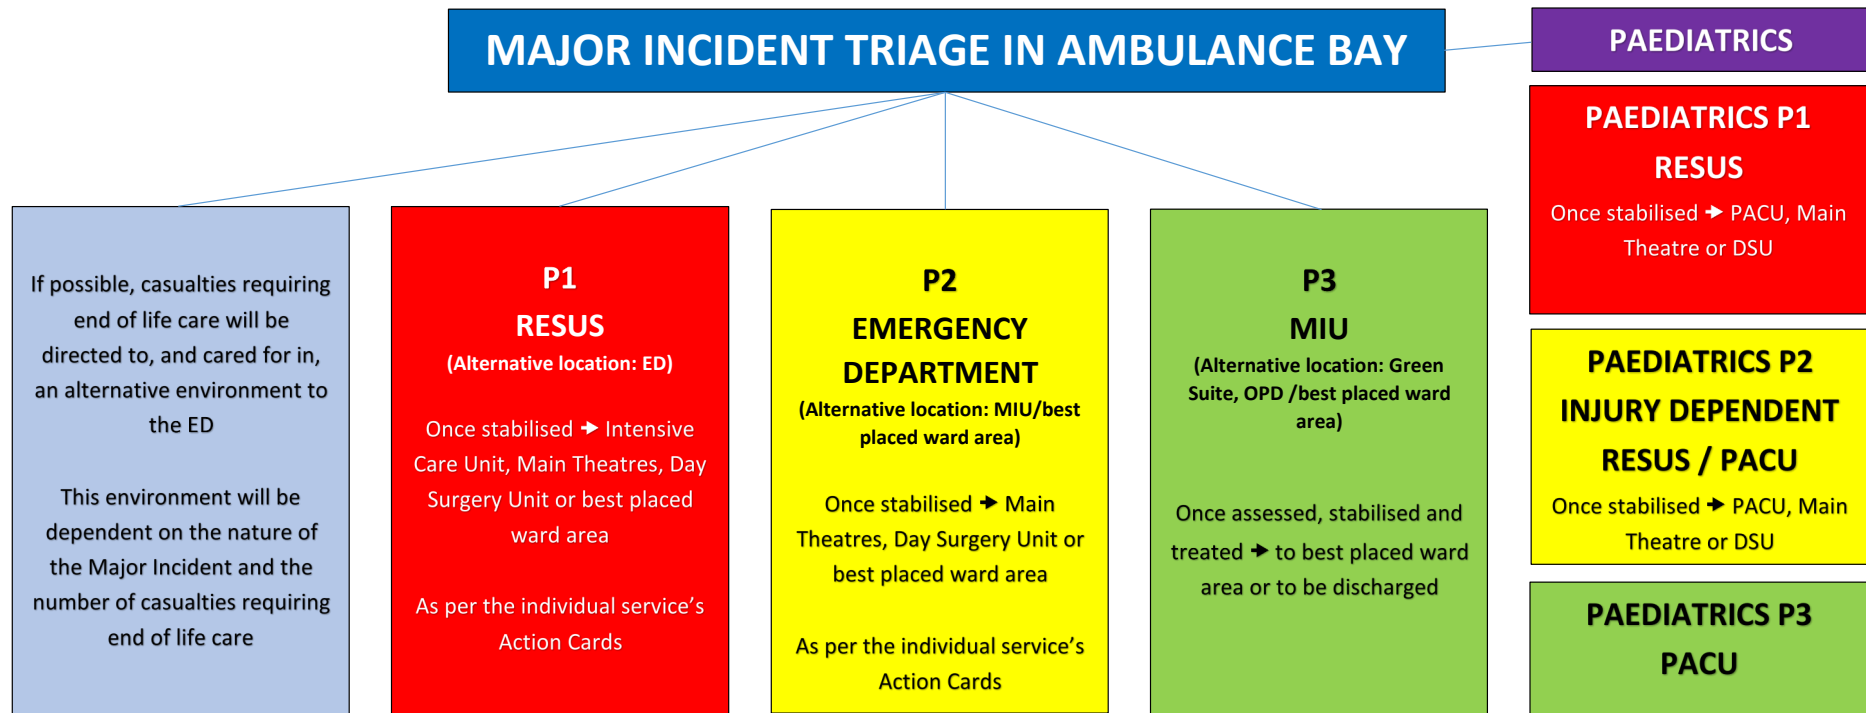 MAJOR INCIDENT TRIAGE IN AMBULANCE BAY
PAEDIATRICS
If possible, casualties requiring
end of life care will be
directed to, and cared for in,
an alternative environment to
the ED
This environment will be
dependent on the nature of
the Major Incident and the
number of casualties requiring
end of life care
P1
RESUS
(Alternative location: ED)
Once stabilised 🡪 Intensive
Care Unit, Main Theatres, Day
Surgery Unit or best placed
ward area
As per the individual service’s
Action Cards
P2
EMERGENCY
DEPARTMENT
(Alternative location: MIU/best
placed ward area)
Once stabilised 🡪 Main
Theatres, Day Surgery Unit or
best placed ward area
As per the individual service’s
Action Cards
P3
MIU
(Alternative location: Green
Suite, OPD /best placed ward
area)
Once assessed, stabilised and
treated 🡪 to best placed ward
area or to be discharged
PAEDIATRICS P1
RESUS
Once stabilised 🡪 PACU, Main
Theatre or DSU
PAEDIATRICS P2
INJURY DEPENDENT
RESUS / PACU
Once stabilised 🡪 PACU, Main
Theatre or DSU
PAEDIATRICS P3
PACU